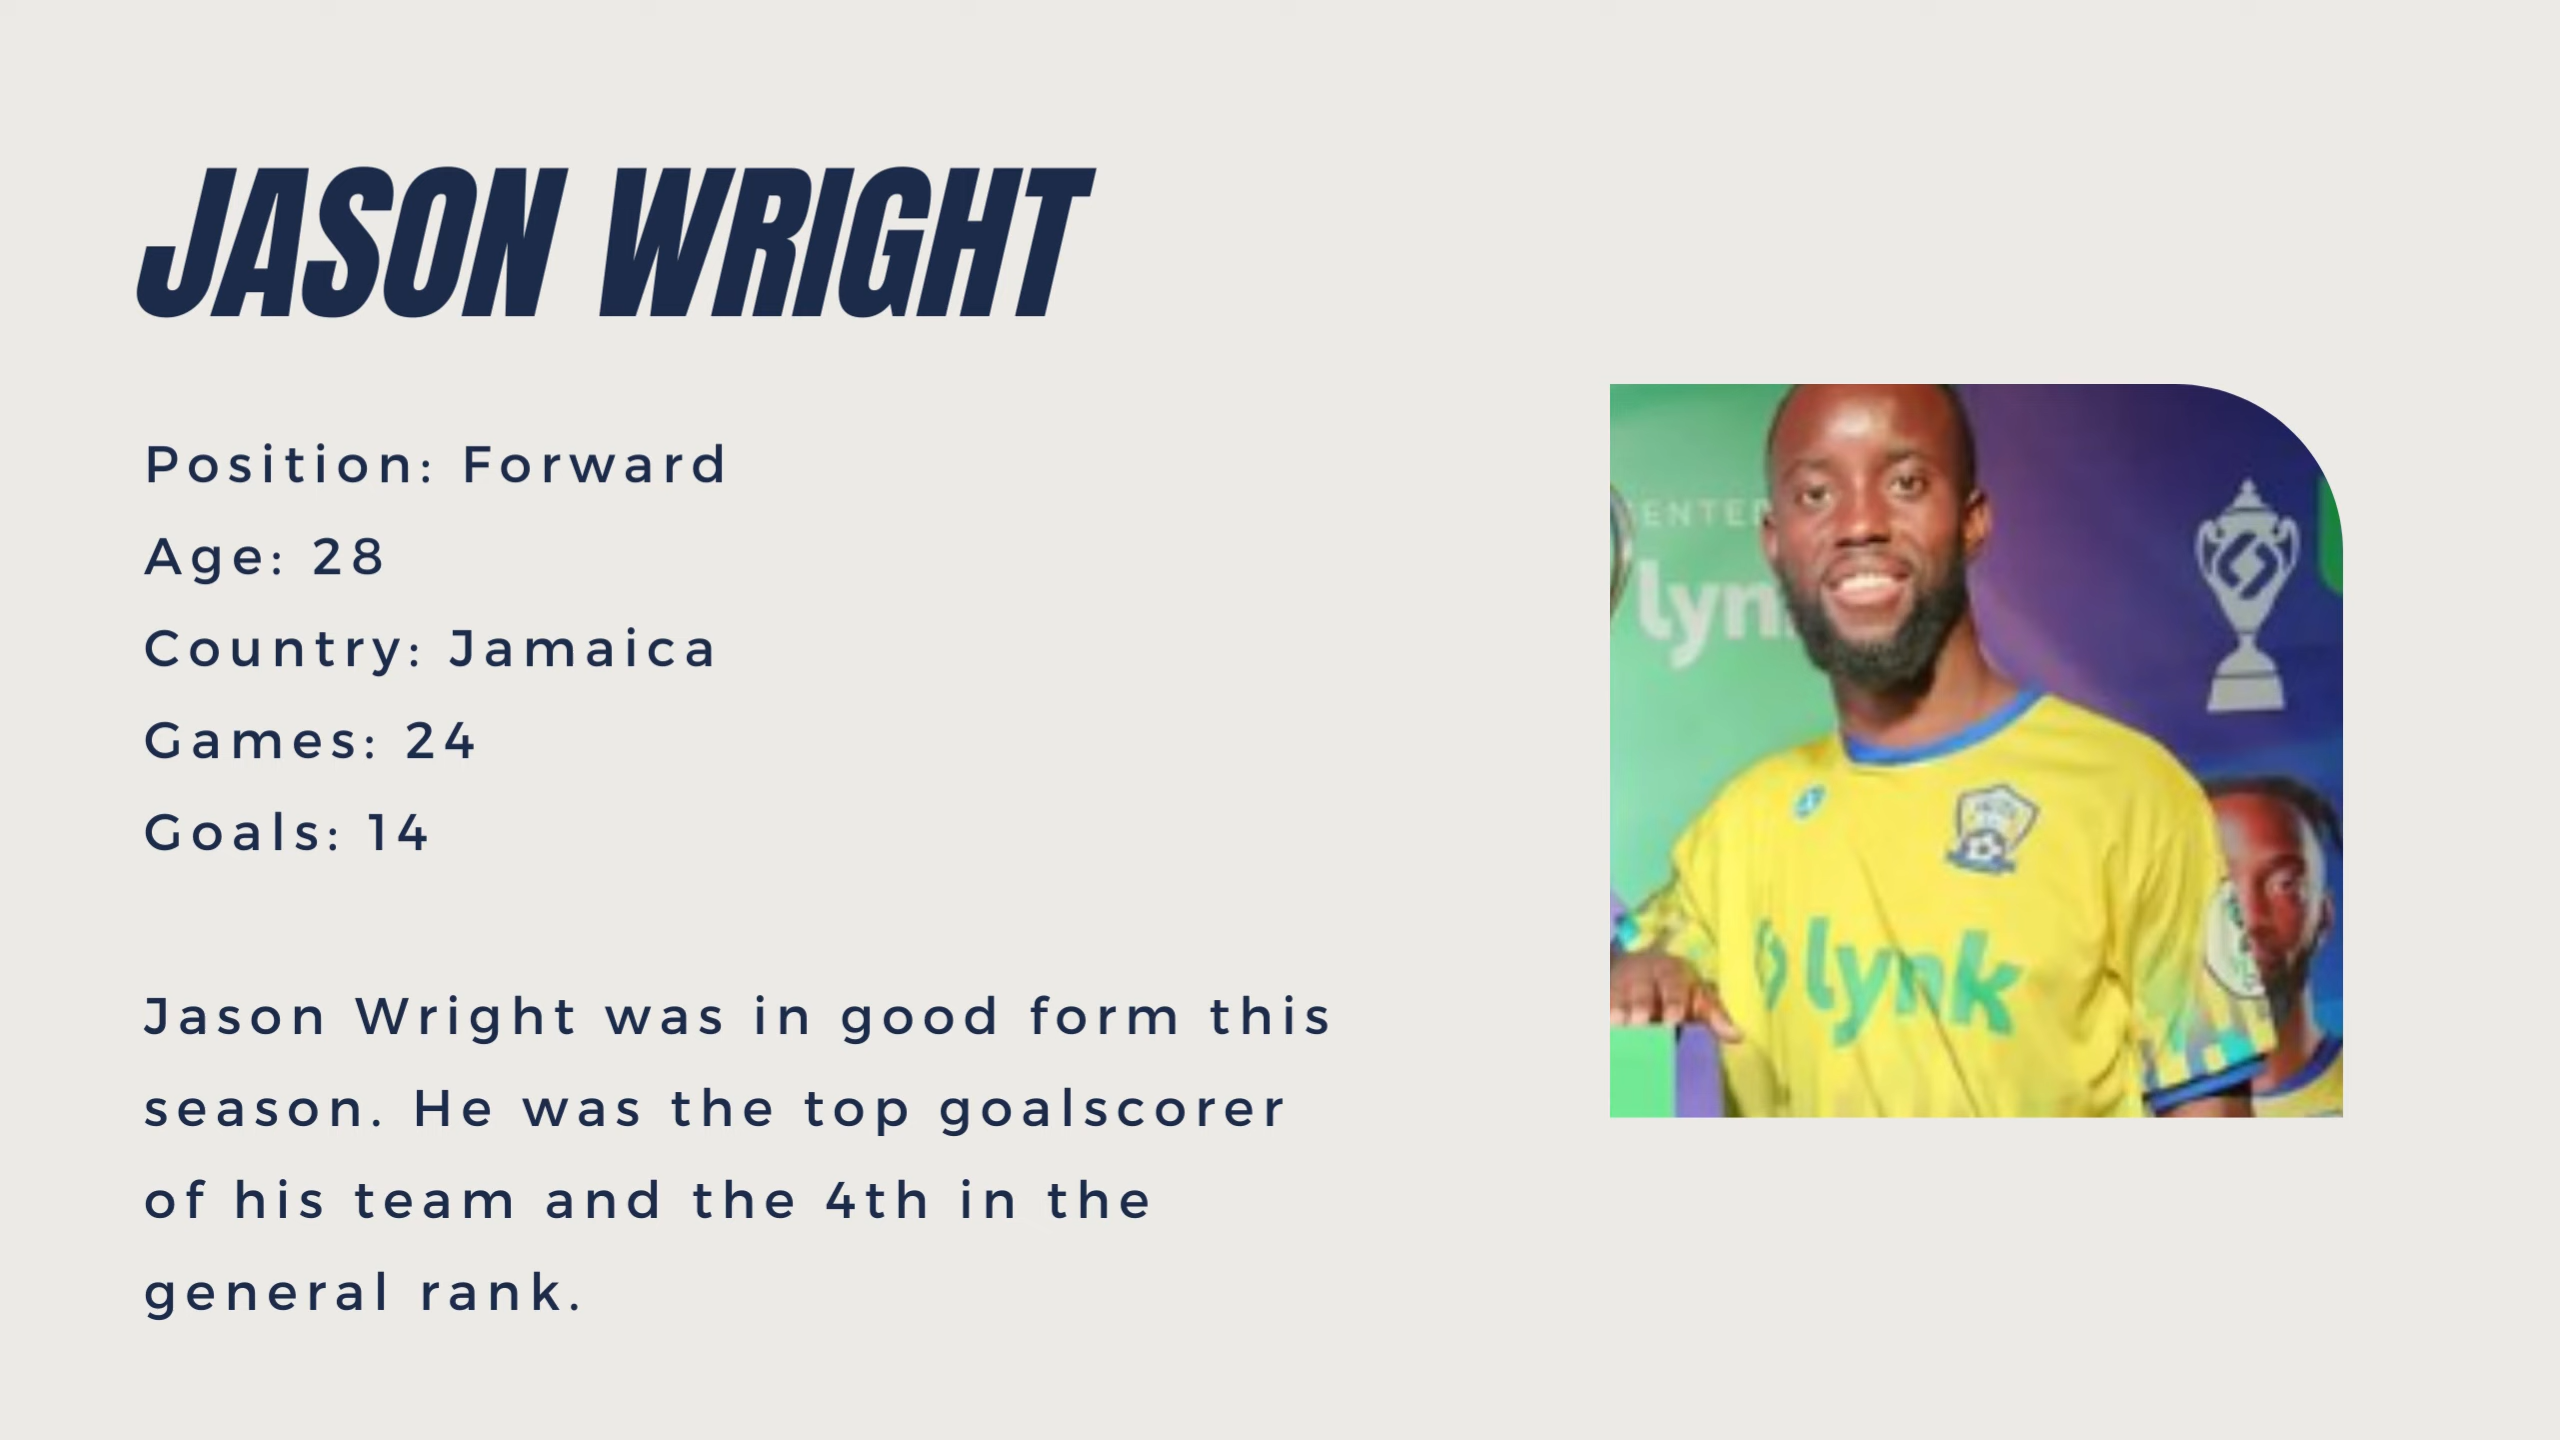 JASON WRIGHT
Position: Forward
Age: 28
Country: Jamaica
Games: 24
Goals: 14
Jason Wright was in good form this
season. He was the top goalscorer
of his team and the 4th in the
general rank.
lynk